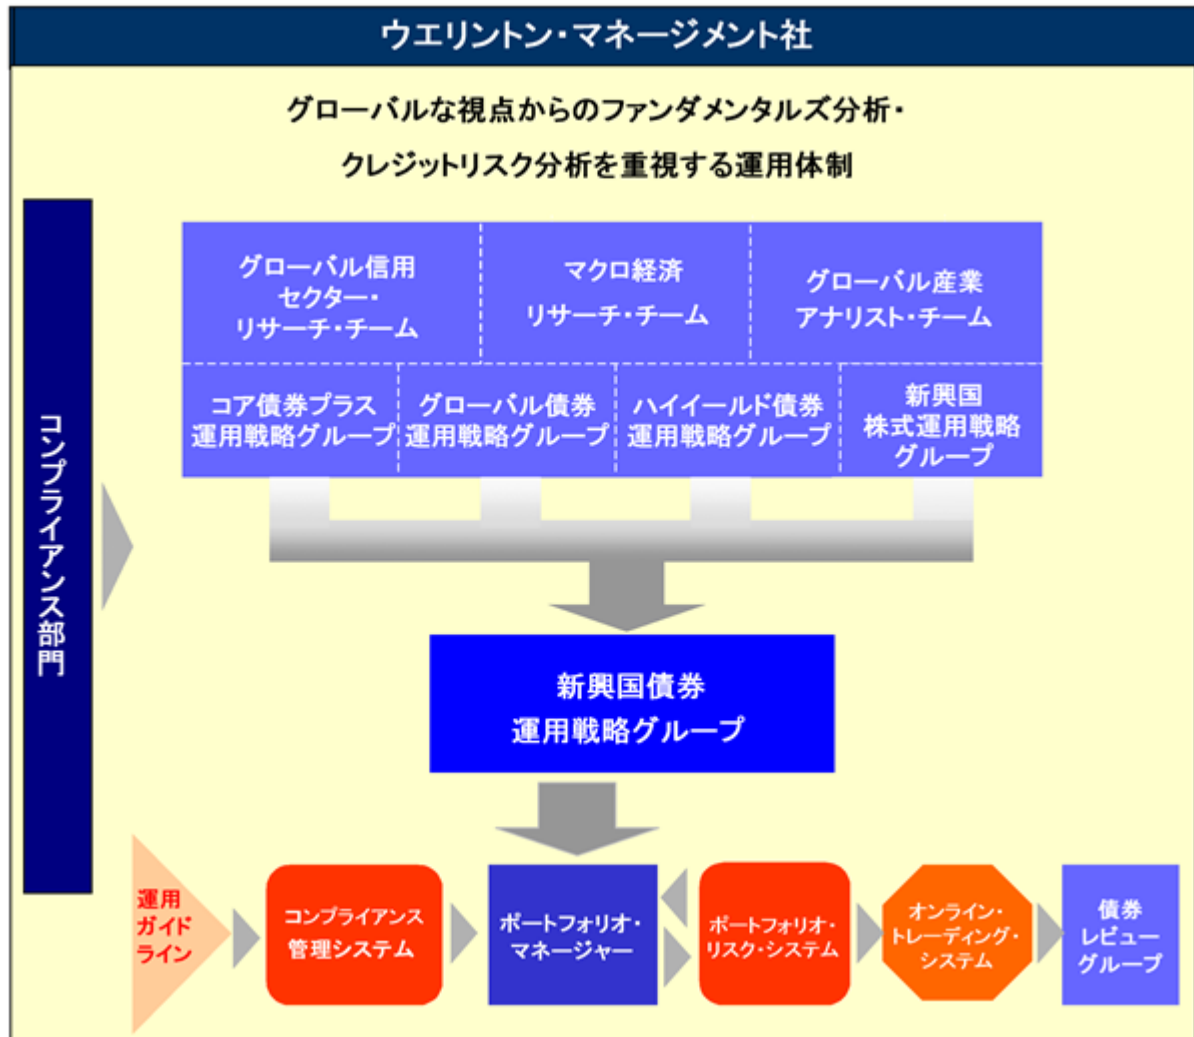 ウエリントン・マネージメント社
グローバルな視点からのファンダメンタルズ分析・
クレジットリスク分析を重視する運用体制
コンプライアンス部門
グローバル信用
セクター・
リサーチ・チーム
マクロ経済
リサーチ・チーム
グローバル産業
アナリスト・チーム
コア債券プラス
運用戦略グループ
グローバル債券
運用戦略グループ
ハイイールド債券
運用戦略グループ
新興国
株式運用戦略
グループ
新興国債券
運用戦略グループ
運用
ガイド
ライン
コンプライアンス
管理システム
ポートフォリオ・
マネージャー
ポートフォリオ・
リスク・システム
オンライン・
トレーディング・
システム
債券
レビュー
グループ